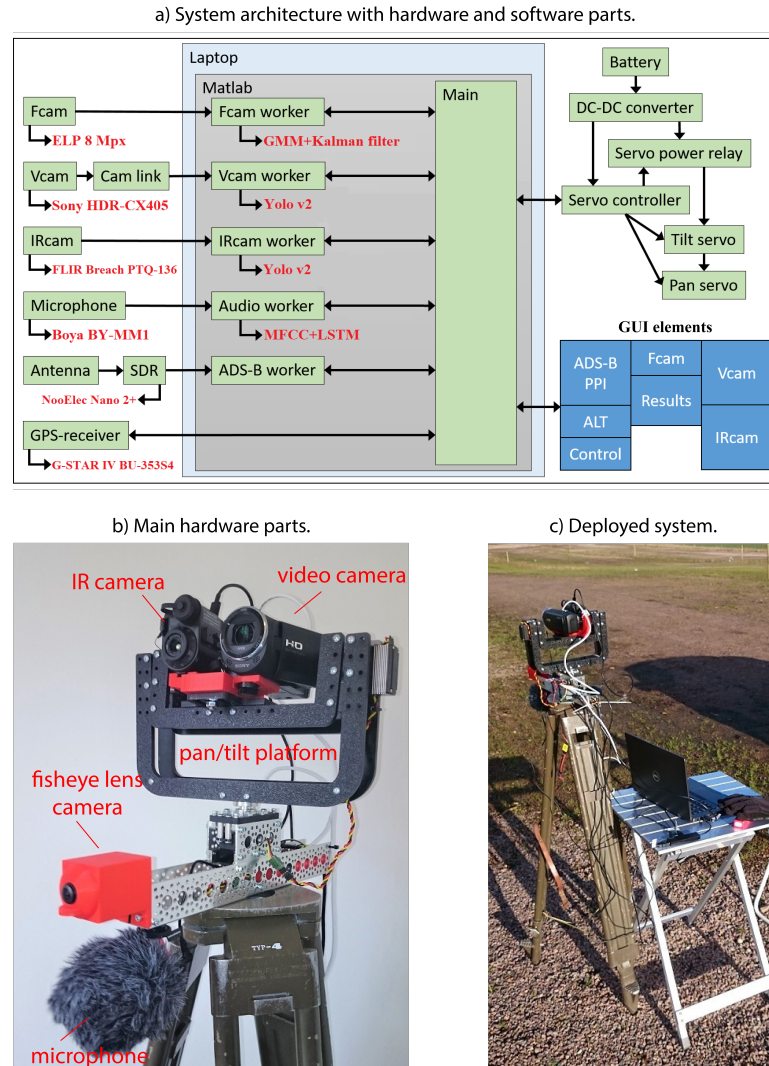 a) System architecture with hardware and software parts.
Laptop
Matlab
Main
Fcam
ELP 8 Mpx
Fcam worker
GMM+Kalman filter
Vcam
Cam link
Sony HDR-CX405
Vcam worker
Yolo v2
IRcam
FLIR Breach PTQ-136
IRcam worker
Yolo v2
Microphone
Boya BY-MM1
Audio worker
MFCC+LSTM
Antenna
SDR
NooElec Nano 2+
ADS-B worker
GPS-receiver
G-STAR IV BU-353S4
Battery
DC-DC converter
Servo power relay
Servo controller
Tilt servo
Pan servo
GUI elements
ADS-B
PPI
Fcam
Vcam
Results
ALT
IRcam
Control
b) Main hardware parts.
IR camera
video camera
HD
SONY
pan/tilt platform
fisheye lens
camera
TYP-4
microphone
c) Deployed system.